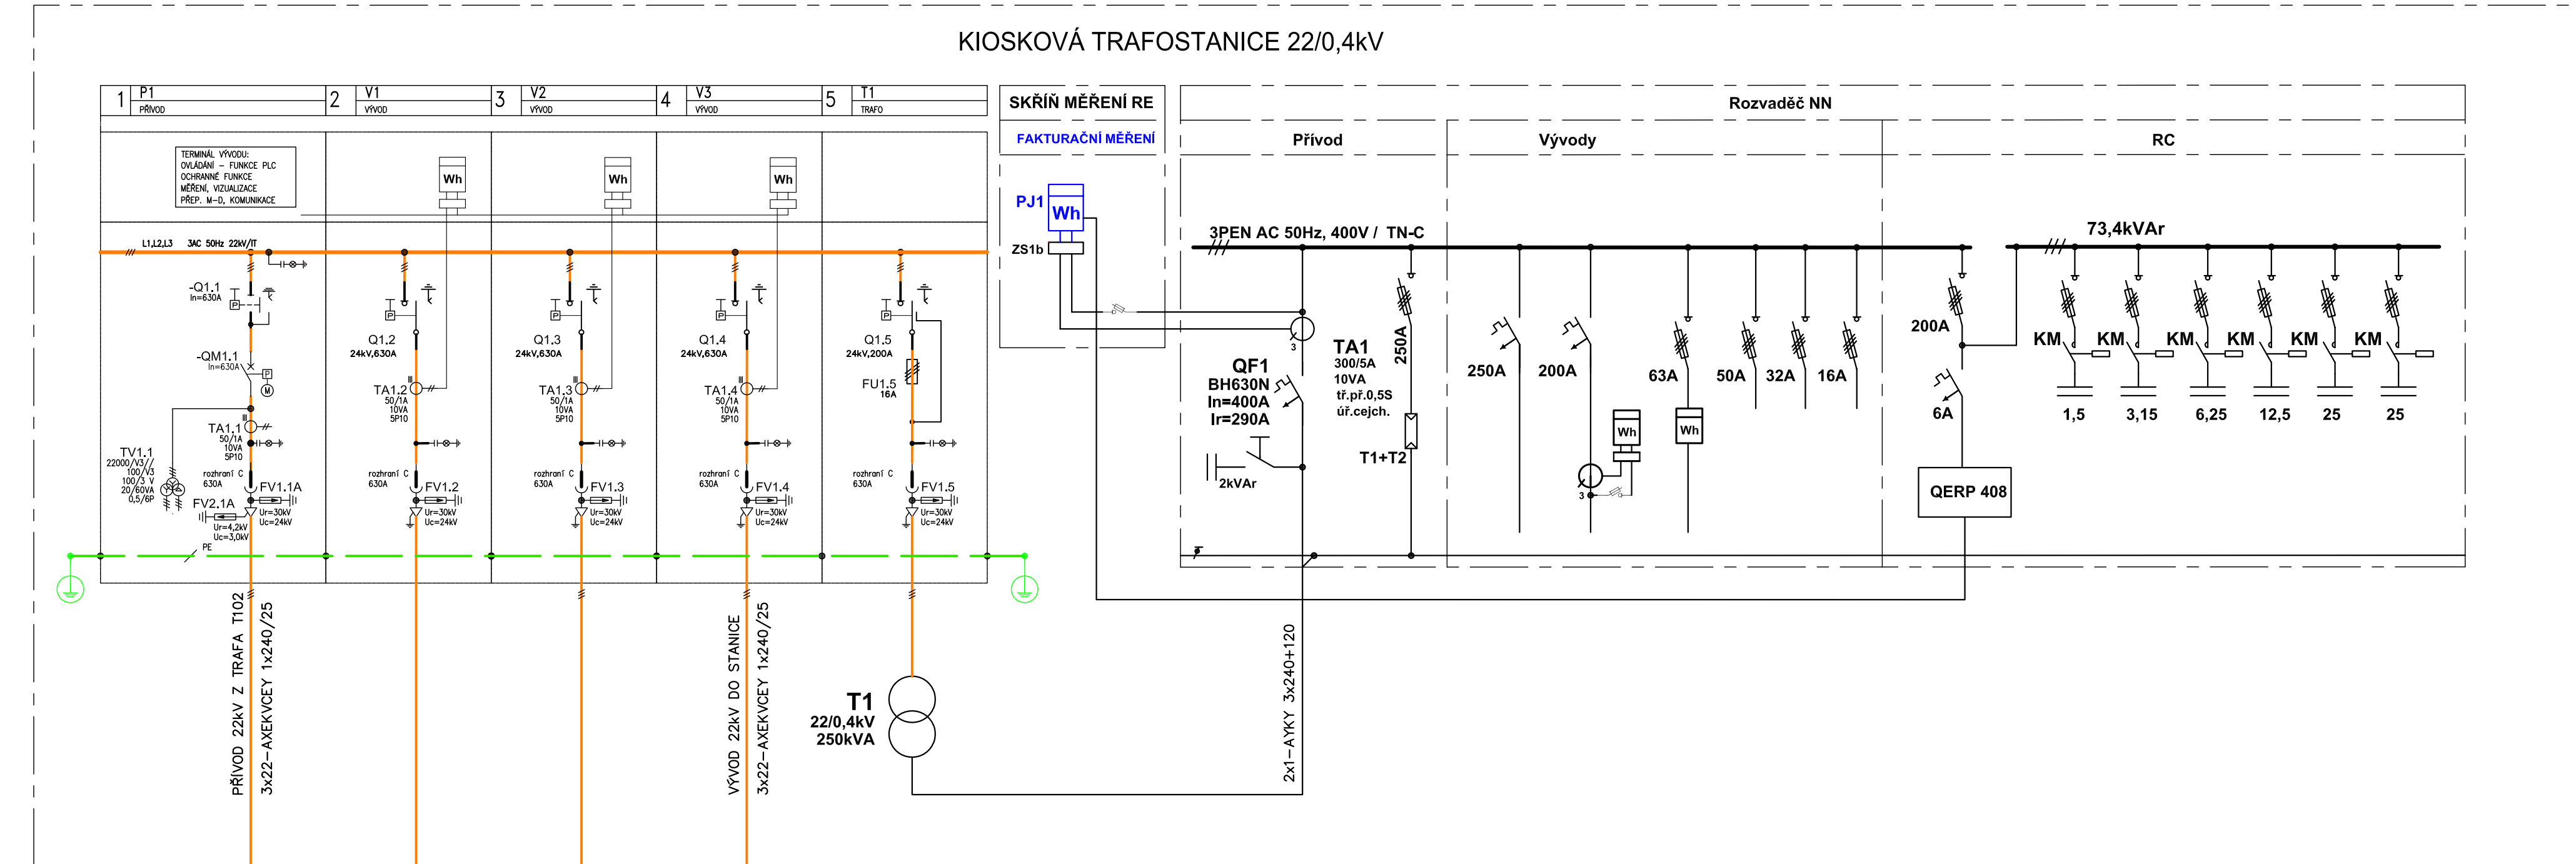 KIOSKOVÁ TRAFOSTANICE 22/0,4kV
1
P1
PŘÍVOD
2
V1
VÝVOD
3
V2
VÝVOD
4
V3
VÝVOD
5
T1
TRAFO
TERMINÁL VÝVODU:
OVLÁDÁNÍ – FUNKCE PLC
OCHRANNÉ FUNKCE
MĚŘENÍ, VIZUALIZACE
PŘEP. M-D, KOMUNIKACE
Wh
Wh
Wh
L1,L2,L3 3AC 50Hz 22kV/IT
-Q1.1
In=630A
P
-QM1.1
In=630A
P
M
TA1.1
50/1A
10VA
5P10
TV1.1
22000/V3//
100/V3
100/3 V
20/60VA
0,5/6P
rozhraní C
630A
FV1.1A
Ur=30kV
Uc=24kV
FV2.1A
Ur=4,2kV
Uc=3,0kV
PE
P
Q1.2
24kV,630A
TA1.2
50/1A
10VA
5P10
rozhraní C
630A
FV1.2
Ur=30kV
Uc=24kV
P
Q1.3
24kV,630A
TA1.3
50/1A
10VA
5P10
rozhraní C
630A
FV1.3
Ur=30kV
Uc=24kV
P
Q1.4
24kV,630A
TA1.4
50/1A
10VA
5P10
rozhraní C
630A
FV1.4
Ur=30kV
Uc=24kV
P
Q1.5
24kV,200A
FU1.5
16A
rozhraní C
630A
FV1.5
Ur=30kV
Uc=24kV
PŘÍVOD 22kV Z TRAFA T102
3x22-AXEKVCEY 1x240/25
VÝVOD 22kV DO STANICE
3x22-AXEKVCEY 1x240/25
T1
22/0,4kV
250kVA
SKŘÍŇ MĚŘENÍ RE
FAKTURAČNÍ MĚŘENÍ
PJ1
Wh
ZS1b
Rozvaděč NN
Přívod
Vývody
RC
3PEN AC 50Hz, 400V / TN-C
3
TA1
300/5A
10VA
tř.př.0,5S
úř.cejch.
QF1
BH630N
In=400A
Ir=290A
2kVAr
250A
T1+T2
2x1-AYKY 3x240+120
250A
200A
Wh
3
63A
Wh
50A
32A
16A
200A
6A
QERP 408
73,4kVAr
KM
KM
KM
KM
KM
KM
1,5
3,15
6,25
12,5
25
25